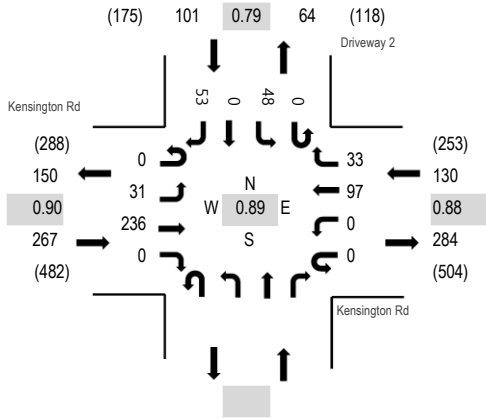 (175) 101 0.79 64 (118)
Driveway 2
Kensington Rd
53 0 48 0
(288) (253)
150 0 33 130
31 N 97
0.90 W 0.89 E 0.88
236 0
267 S 284
0 0
(482) (504)
Kensington Rd